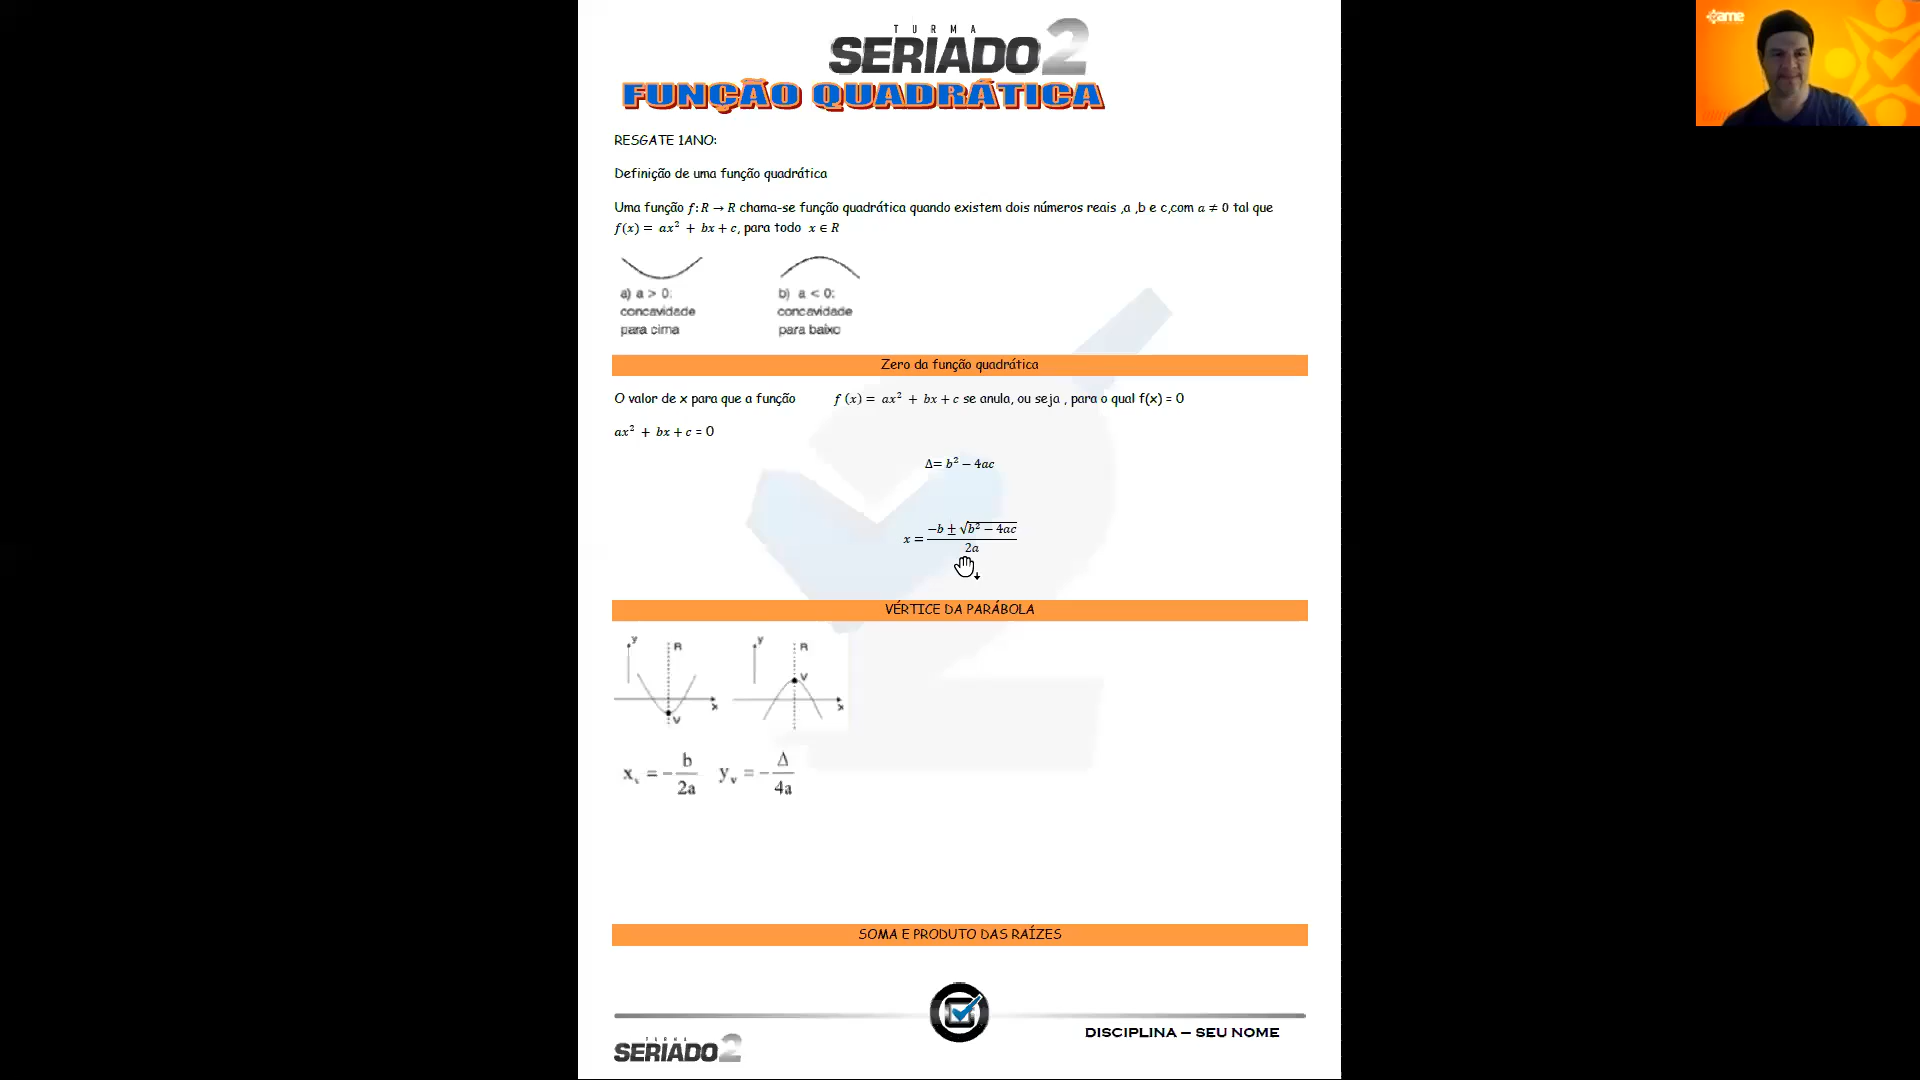 TURMA
SERIADO 2
FUNÇÃO QUADRÁTICA
RESGATE 1ANO:
Definição de uma função quadrática
Uma função f: R → R chama-se função quadrática quando existem dois números reais ,a ,b e c,com a ≠ 0 tal que
f(x) = ax² + bx + c, para todo x ∈ R
a) a > 0:
concavidade
para cima
b) a < 0:
concavidade
para baixo
Zero da função quadrática
O valor de x para que a função f (x) = ax² + bx + c se anula, ou seja , para o qual f(x) = 0
ax² + bx + c = 0
Δ= b² − 4ac
x = (−b ± √(b² − 4ac)) / 2a
VÉRTICE DA PARÁBOLA
y R V x
y R V x
xᵥ = − b/2a yᵥ = − Δ/4a
SOMA E PRODUTO DAS RAÍZES
DISCIPLINA – SEU NOME
TURMA
SERIADO 2